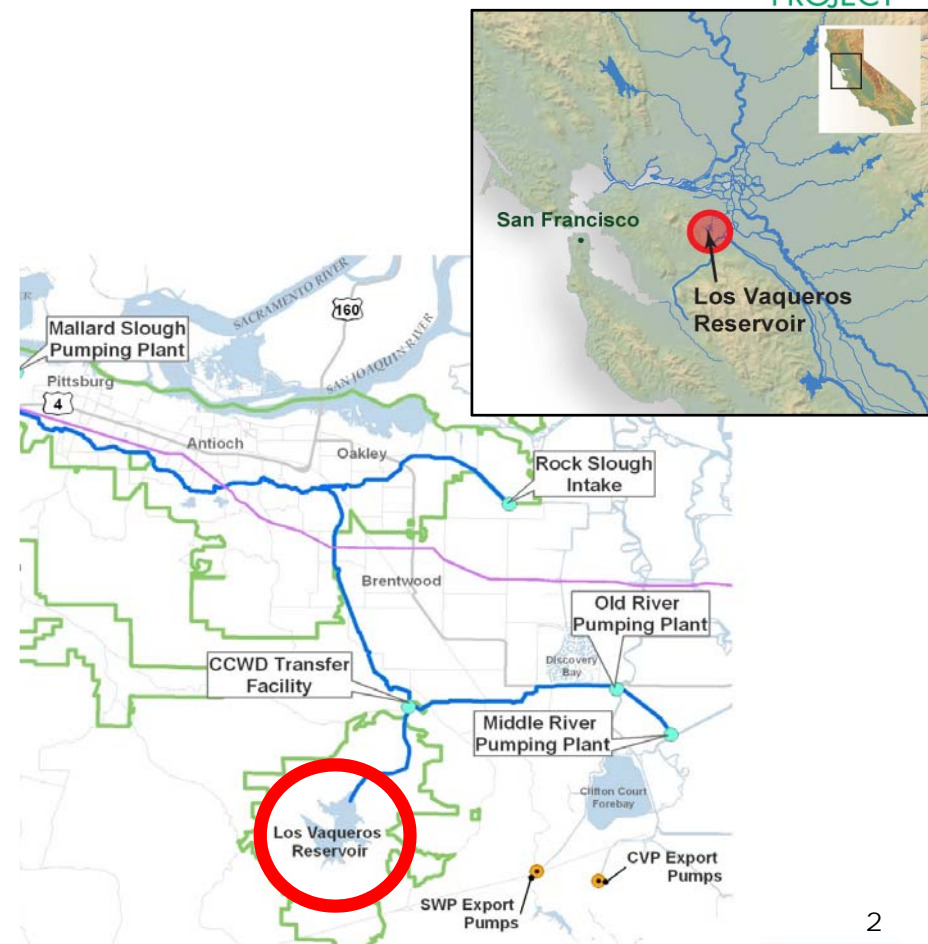 PROJECT
San Francisco
Los Vaqueros
Reservoir
SACRAMENTO RIVER
160
SAN JOAQUIN RIVER
Mallard Slough
Pumping Plant
Pittsburg
4
Antioch
Oakley
Rock Slough
Intake
Brentwood
Old River
Pumping Plant
Discovery
Bay
CCWD Transfer
Facility
Middle River
Pumping Plant
Clifton Court
Forebay
Los Vaqueros
Reservoir
CVP Export
Pumps
SWP Export
Pumps
2